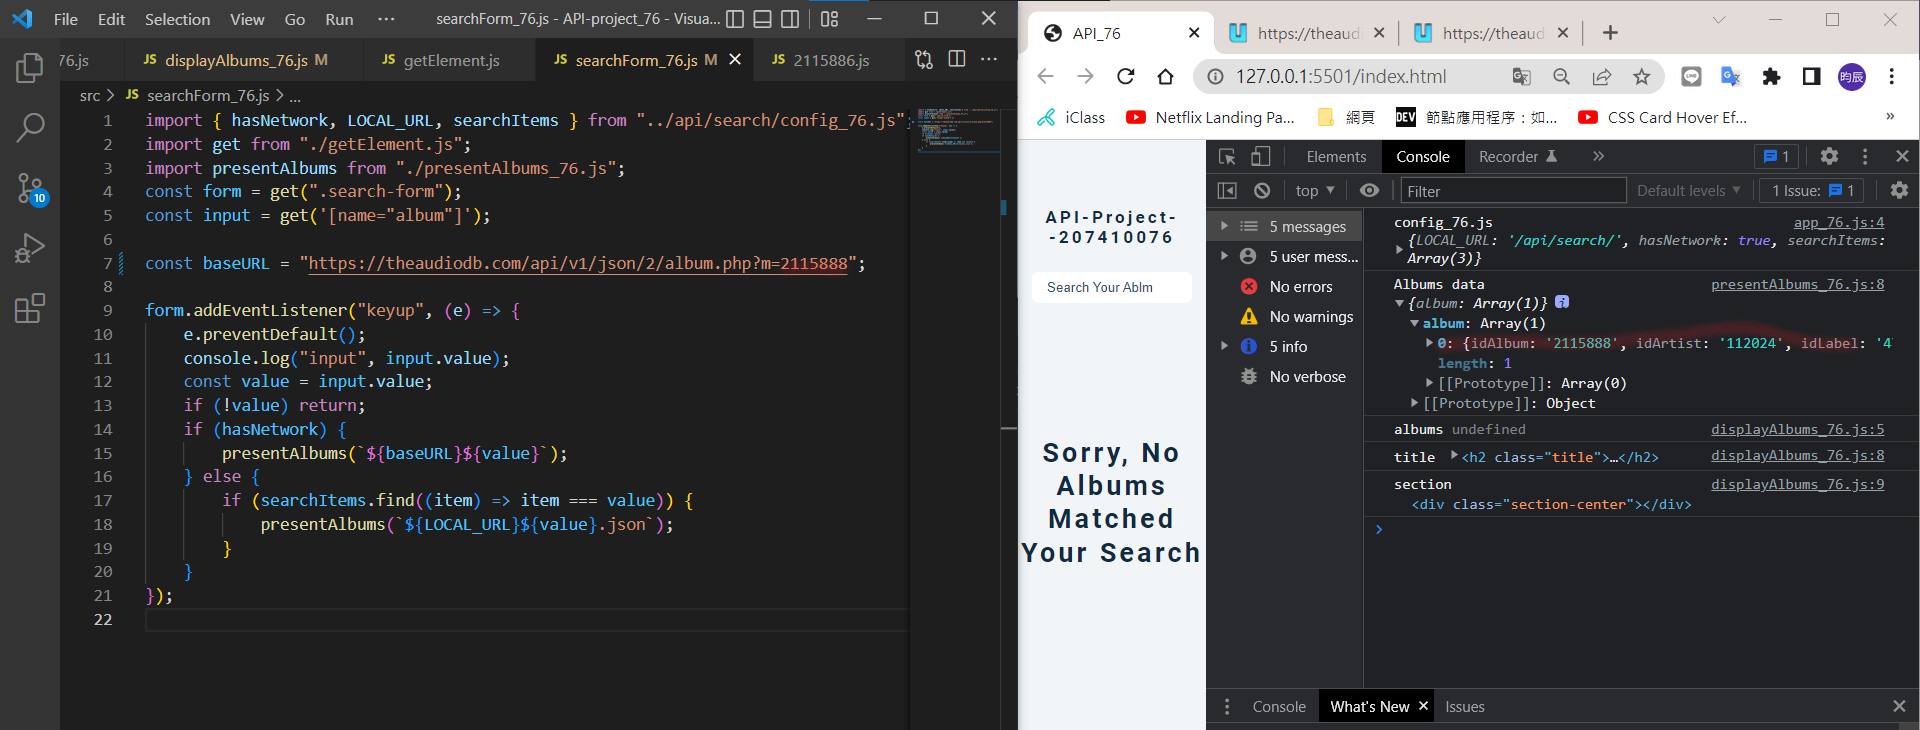 File Edit Selection View Go Run ··· searchForm_76.js - API-project_76 - Visua...
76.js JS displayAlbums_76.js M JS getElement.js JS searchForm_76.js M JS 2115886.js ···
src > JS searchForm_76.js > ...
10
1 import { hasNetwork, LOCAL_URL, searchItems } from "../api/search/config_76.js";
2 import get from "./getElement.js";
3 import presentAlbums from "./presentAlbums_76.js";
4 const form = get(".search-form");
5 const input = get('[name="album"]');
6
7 const baseURL = "https://theaudiodb.com/api/v1/json/2/album.php?m=2115888";
8
9 form.addEventListener("keyup", (e) => {
10 e.preventDefault();
11 console.log("input", input.value);
12 const value = input.value;
13 if (!value) return;
14 if (hasNetwork) {
15 presentAlbums(`${baseURL}${value}`);
16 } else {
17 if (searchItems.find((item) => item === value)) {
18 presentAlbums(`${LOCAL_URL}${value}.json`);
19 }
20 }
21 });
22
API_76 https://theaud https://theaud
127.0.0.1:5501/index.html 昀辰
iClass Netflix Landing Pa... 網頁 DEV 節點應用程序：如... CSS Card Hover Ef... »
API-Project-
-207410076
Search Your Ablm
Sorry, No
Albums
Matched
Your Search
Elements Console Recorder » 1
top Filter Default levels 1 Issue: 1
5 messages
5 user mess...
No errors
No warnings
5 info
No verbose
config_76.js app_76.js:4
{LOCAL_URL: '/api/search/', hasNetwork: true, searchItems:
Array(3)}
Albums data presentAlbums_76.js:8
{album: Array(1)} i
album: Array(1)
0: {idAlbum: '2115888', idArtist: '112024', idLabel: '4
length: 1
[[Prototype]]: Array(0)
[[Prototype]]: Object
albums undefined displayAlbums_76.js:5
title <h2 class="title">…</h2> displayAlbums_76.js:8
section displayAlbums_76.js:9
<div class="section-center"></div>
Console What's New Issues